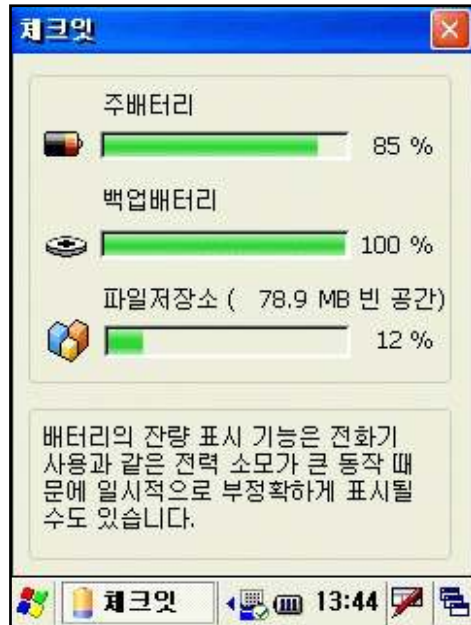 체크잇
주배터리
85 %
백업배터리
100 %
파일저장소 ( 78.9 MB 빈 공간)
12 %
배터리의 잔량 표시 기능은 전화기
사용과 같은 전력 소모가 큰 동작 때
문에 일시적으로 부정확하게 표시될
수도 있습니다.
체크잇 13:44